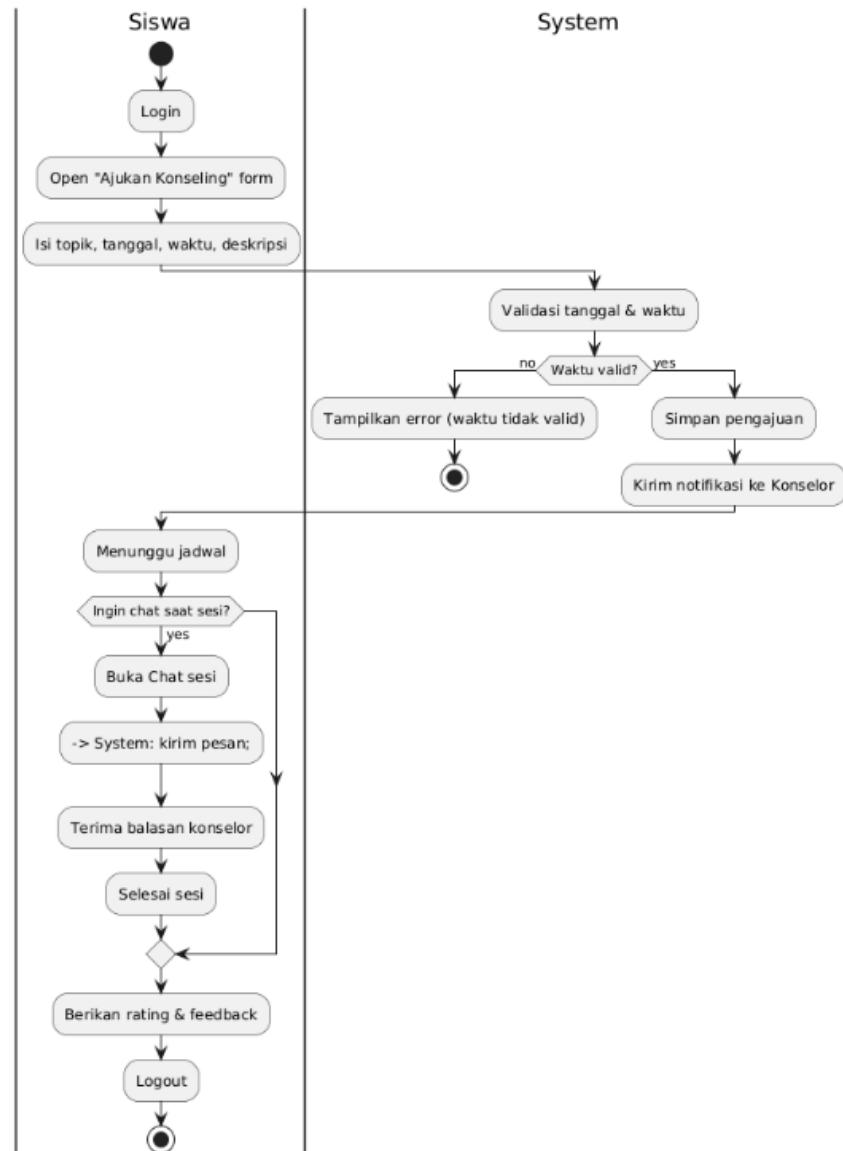 Siswa
System
Login
Open "Ajukan Konseling" form
Isi topik, tanggal, waktu, deskripsi
Validasi tanggal & waktu
no
Waktu valid?
yes
Tampilkan error (waktu tidak valid)
Simpan pengajuan
Kirim notifikasi ke Konselor
Menunggu jadwal
Ingin chat saat sesi?
yes
Buka Chat sesi
-> System: kirim pesan;
Terima balasan konselor
Selesai sesi
Berikan rating & feedback
Logout